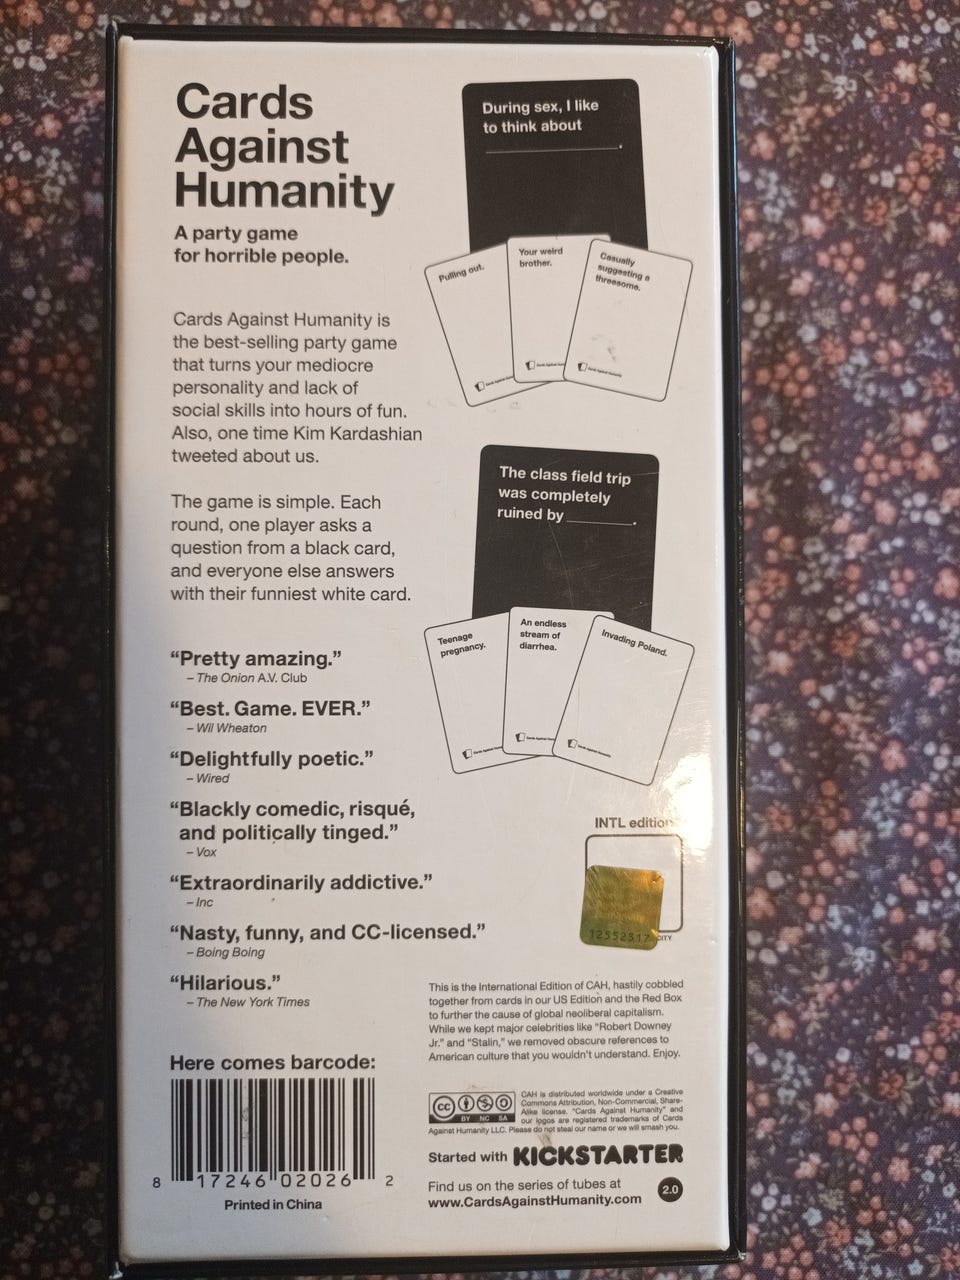 Cards
Against
Humanity
A party game
for horrible people.
Cards Against Humanity is
the best-selling party game
that turns your mediocre
personality and lack of
social skills into hours of fun.
Also, one time Kim Kardashian
tweeted about us.
The game is simple. Each
round, one player asks a
question from a black card,
and everyone else answers
with their funniest white card.
“Pretty amazing.”
– The Onion A.V. Club
“Best. Game. EVER.”
– Wil Wheaton
“Delightfully poetic.”
– Wired
“Blackly comedic, risqué,
and politically tinged.”
– Vox
“Extraordinarily addictive.”
– Inc
“Nasty, funny, and CC-licensed.”
– Boing Boing
“Hilarious.”
– The New York Times
Here comes barcode:
8 17246 02026 2
Printed in China
During sex, I like
to think about
Pulling out.
Your weird
brother.
Casually
suggesting a
threesome.
Cards Against Humanity
The class field trip
was completely
ruined by
Teenage
pregnancy.
An endless
stream of
diarrhea.
Invading Poland.
Cards Against Humanity
INTL edition
12552317
CITY
This is the International Edition of CAH, hastily cobbled
together from cards in our US Edition and the Red Box
to further the cause of global neoliberal capitalism.
While we kept major celebrities like "Robert Downey
Jr." and “Stalin,” we removed obscure references to
American culture that you wouldn't understand. Enjoy.
CC BY NC SA
CAH is distributed worldwide under a Creative
Commons Attribution, Non-Commercial, Share-
Alike license. “Cards Against Humanity” and
our logos are registered trademarks of Cards
Against Humanity LLC. Please do not steal our name or we will smash you.
Started with KICKSTARTER
Find us on the series of tubes at
www.CardsAgainstHumanity.com
2.0